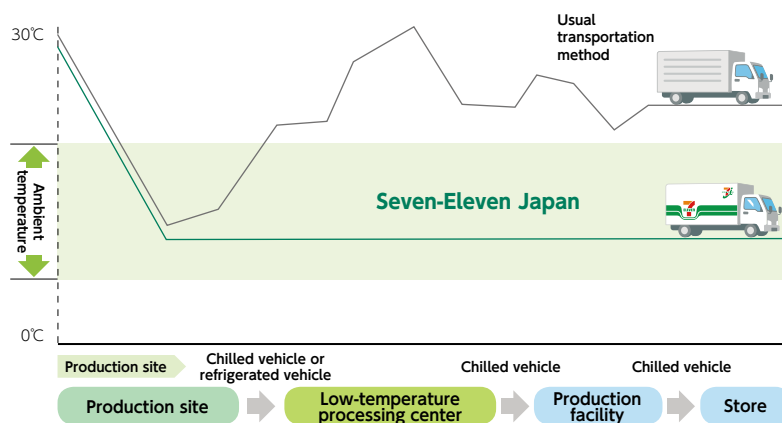 30℃
Usual
transportation
method
Ambient
temperature
Seven-Eleven Japan
0℃
Production site
Chilled vehicle or
refrigerated vehicle
Chilled vehicle
Chilled vehicle
Production site
Low-temperature
processing center
Production
facility
Store